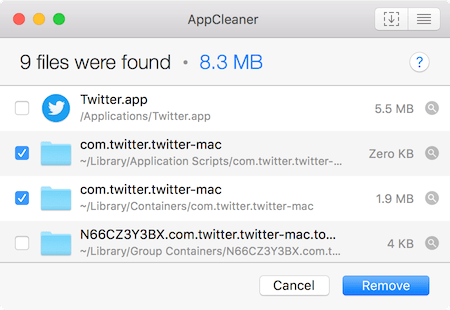 AppCleaner
9 files were found • 8.3 MB
?
Twitter.app
/Applications/Twitter.app
5.5 MB
com.twitter.twitter-mac
~/Library/Application Scripts/com.twitter.twitter-...
Zero KB
com.twitter.twitter-mac
~/Library/Containers/com.twitter.twitter-mac
1.9 MB
N66CZ3Y3BX.com.twitter.twitter-mac.to...
~/Library/Group Containers/N66CZ3Y3BX.com.t...
4 KB
Cancel
Remove